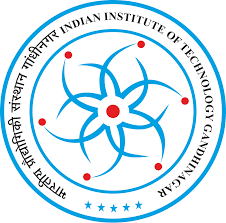 भारतीय प्रौद्योगिकी संस्थान गांधीनगर
INDIAN INSTITUTE OF TECHNOLOGY GANDHINAGAR